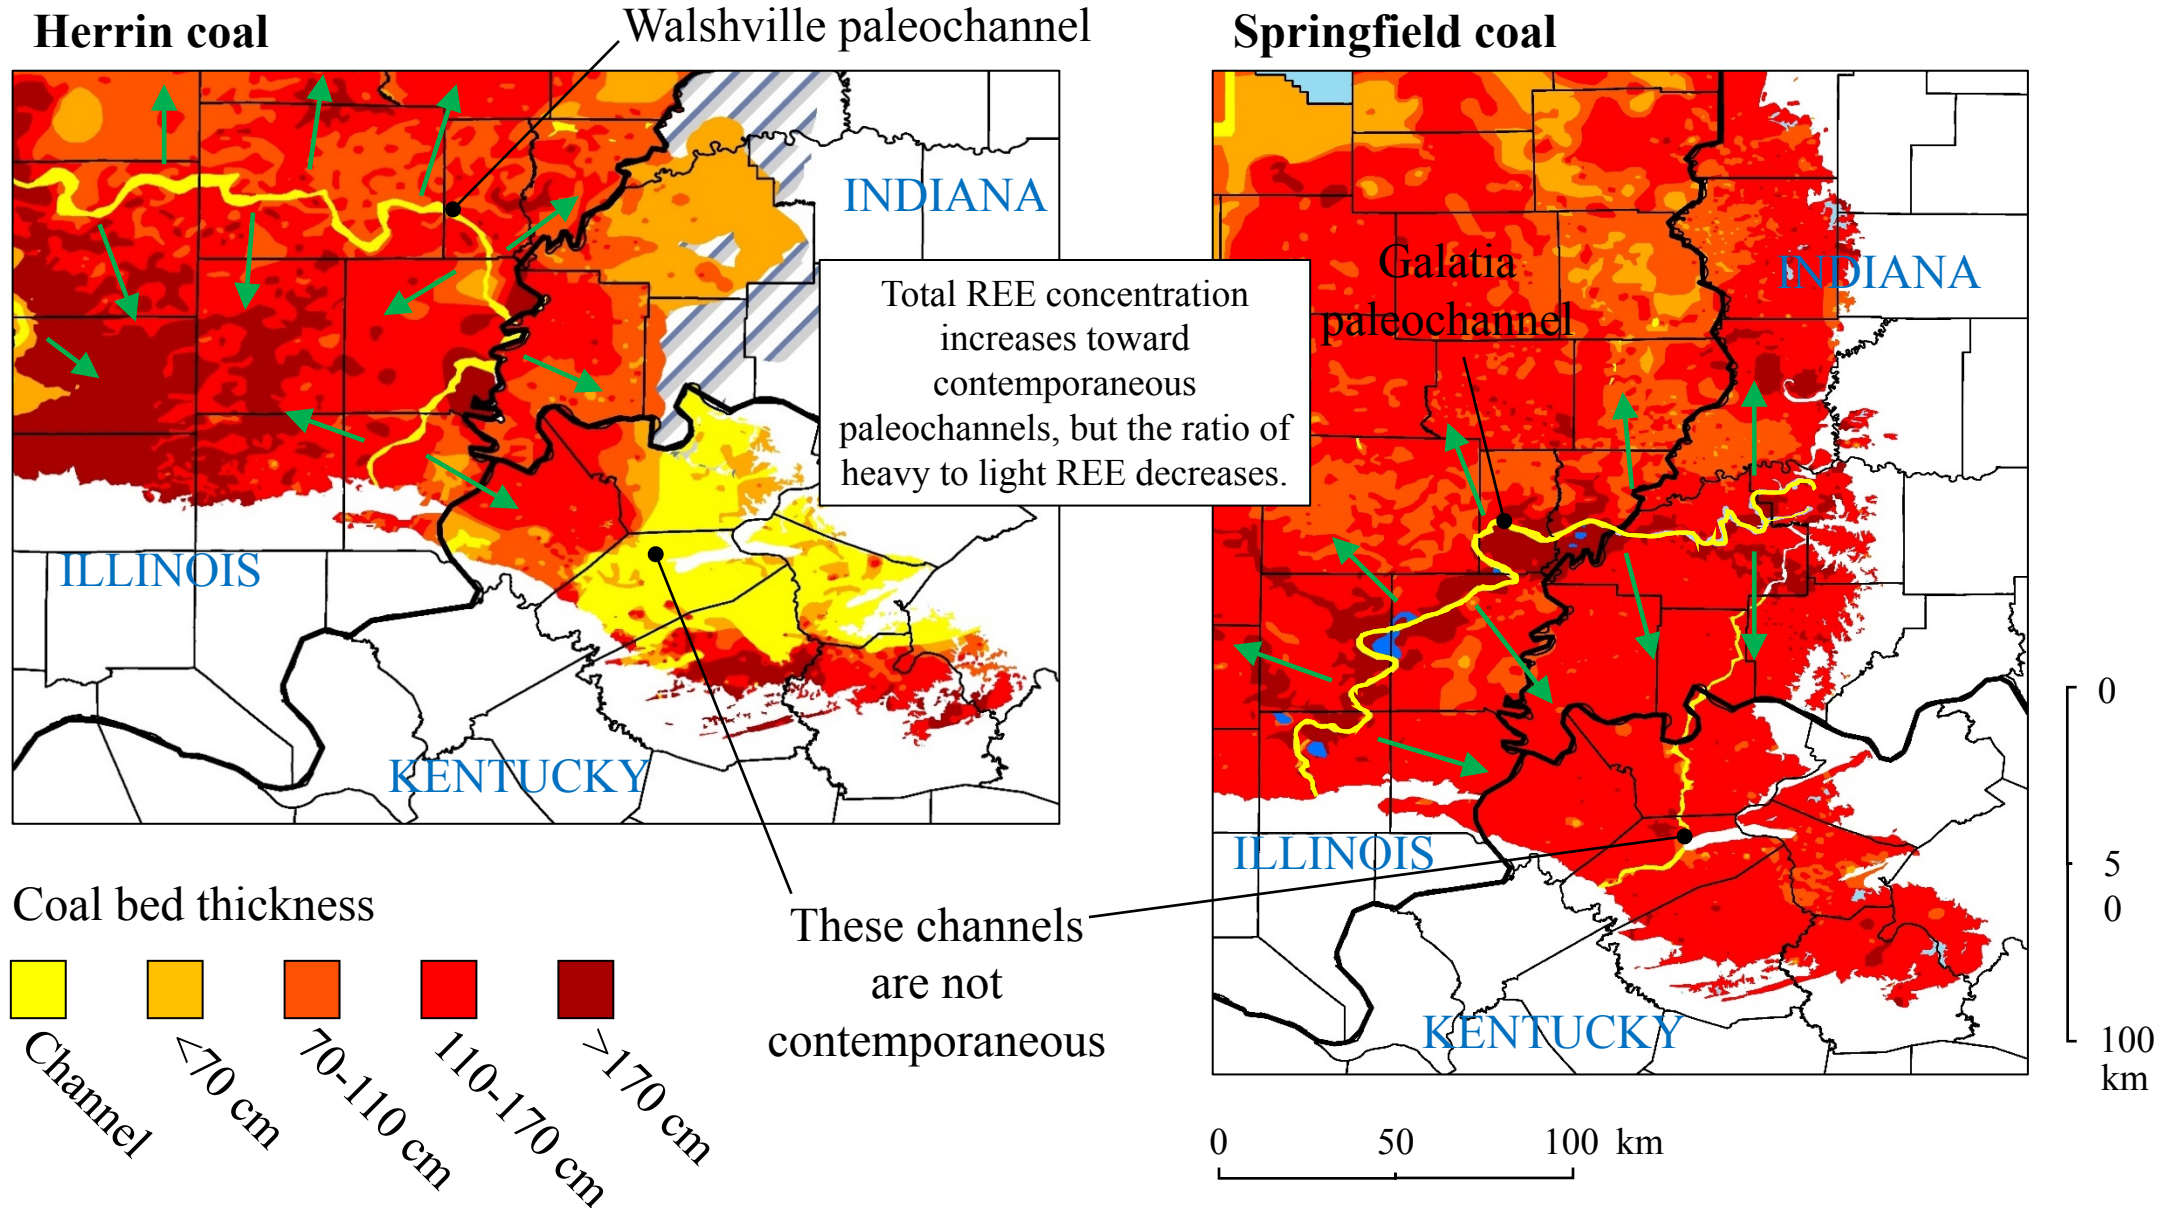 Herrin coal
Walshville paleochannel
Springfield coal
INDIANA
Total REE concentration
increases toward
contemporaneous
paleochannels, but the ratio of
heavy to light REE decreases.
Galatia
paleochannel
INDIANA
ILLINOIS
KENTUCKY
ILLINOIS
KENTUCKY
These channels
are not
contemporaneous
Coal bed thickness
Channel
<70 cm
70-110 cm
110-170 cm
>170 cm
0
5
0
100
km
0 50 100 km